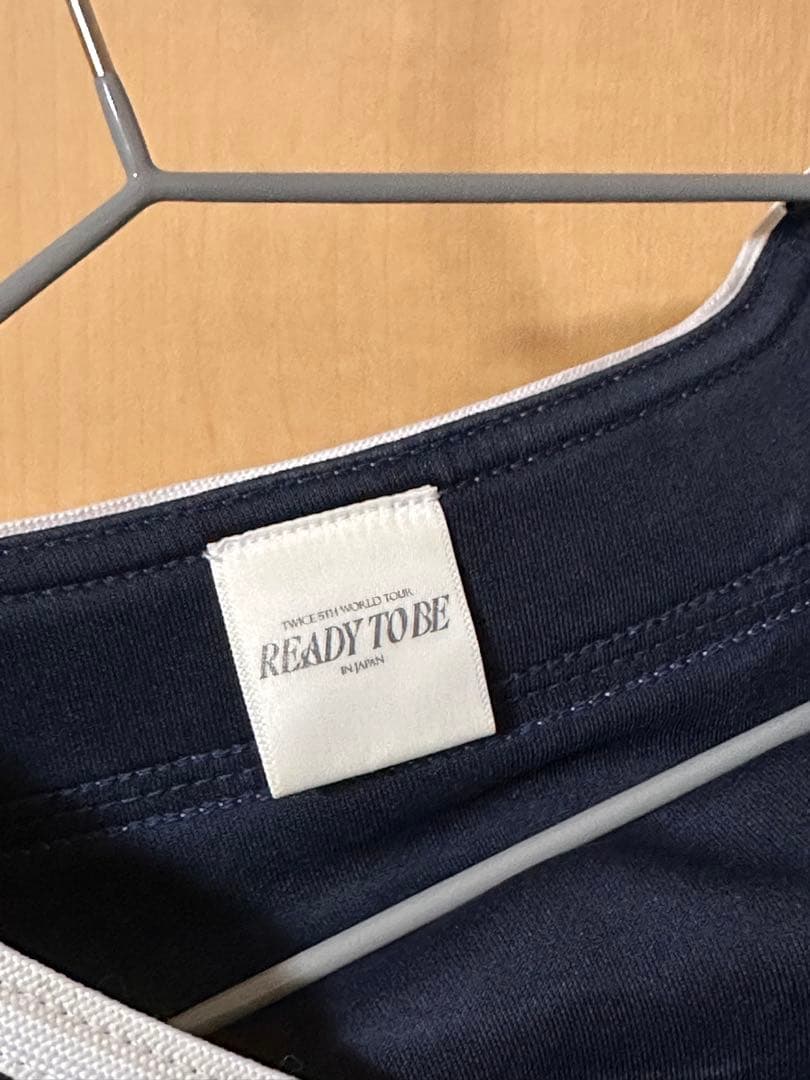 TWICE 5TH WORLD TOUR
READY TO BE
IN JAPAN